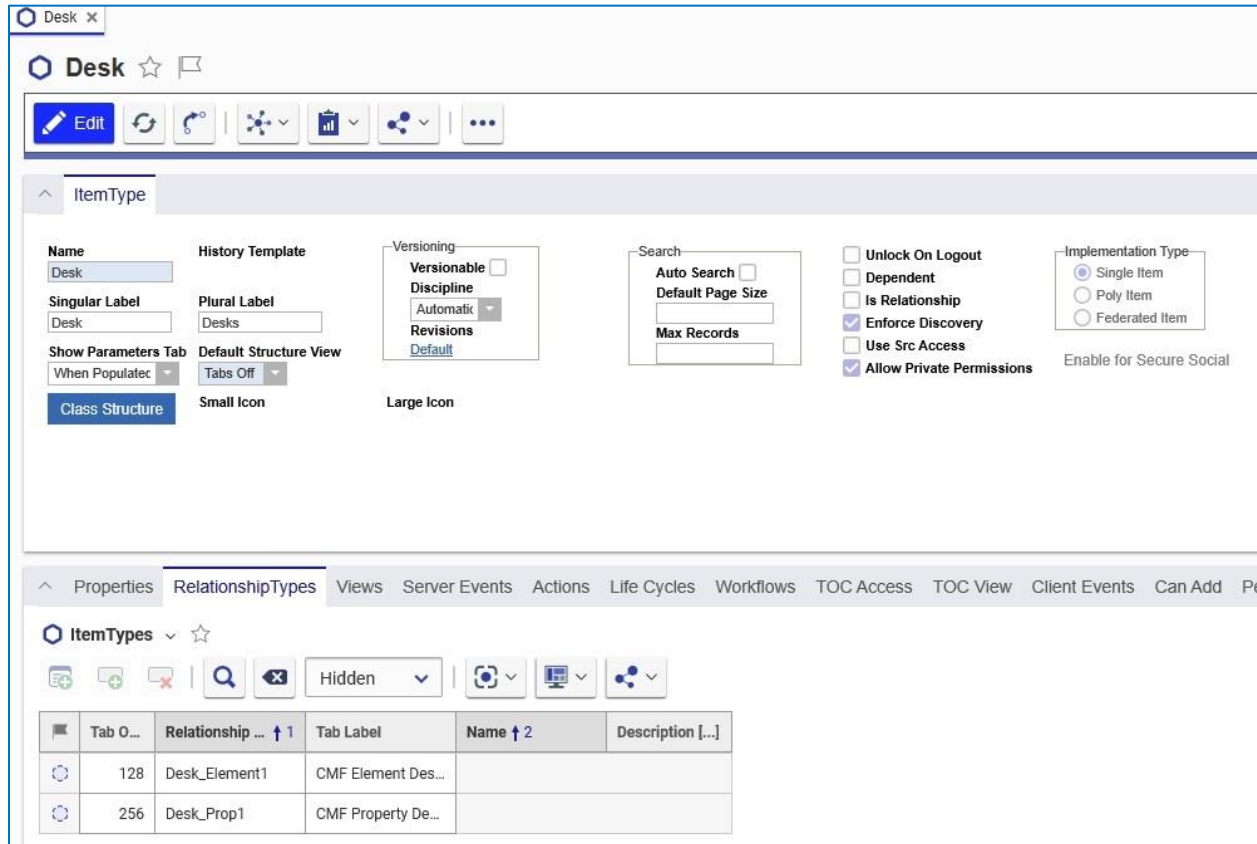 Desk
Desk
Edit
ItemType
Name
Desk
History Template
Singular Label
Desk
Plural Label
Desks
Show Parameters Tab
When Populatec
Default Structure View
Tabs Off
Class Structure
Small Icon
Large Icon
Versioning
Versionable
Discipline
Automatic
Revisions
Default
Search
Auto Search
Default Page Size
Max Records
Unlock On Logout
Dependent
Is Relationship
Enforce Discovery
Use Src Access
Allow Private Permissions
Implementation Type
Single Item
Poly Item
Federated Item
Enable for Secure Social
Properties RelationshipTypes Views Server Events Actions Life Cycles Workflows TOC Access TOC View Client Events Can Add Pe
ItemTypes
Hidden
Tab O... Relationship ... 1 Tab Label Name 2 Description [...]
128 Desk_Element1 CMF Element Des...
256 Desk_Prop1 CMF Property De...